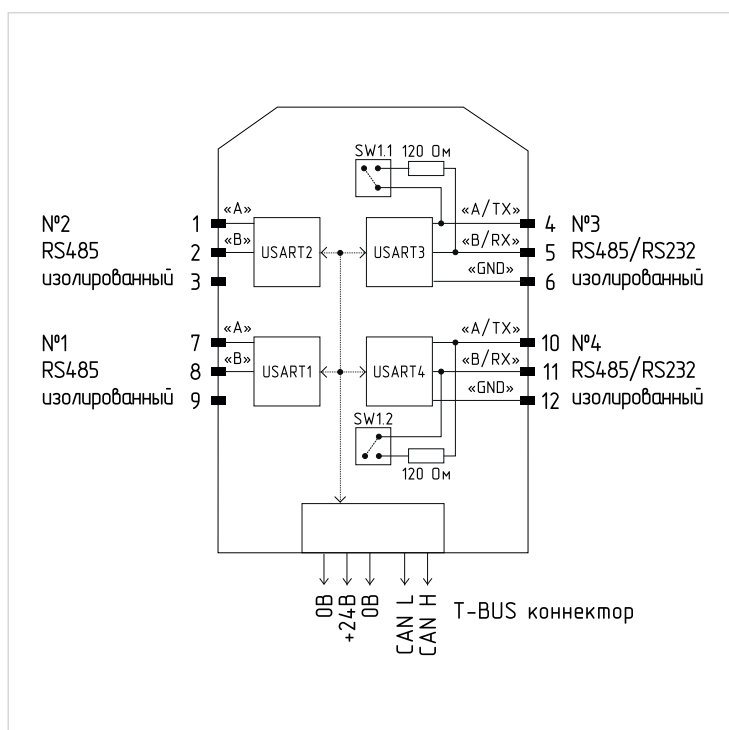 SW1.1 120 Ом
«A» «A/TX»
№2 1 4 №3
«B» «B/RX»
RS485 2 USART2 USART3 5 RS485/RS232
«GND»
изолированный 3 6 изолированный
«A» «A/TX»
№1 7 10 №4
«B» «B/RX»
RS485 8 USART1 USART4 11 RS485/RS232
«GND»
изолированный 9 12 изолированный
SW1.2
120 Ом
0В
+24В
0В
CAN L
CAN H
T-BUS коннектор